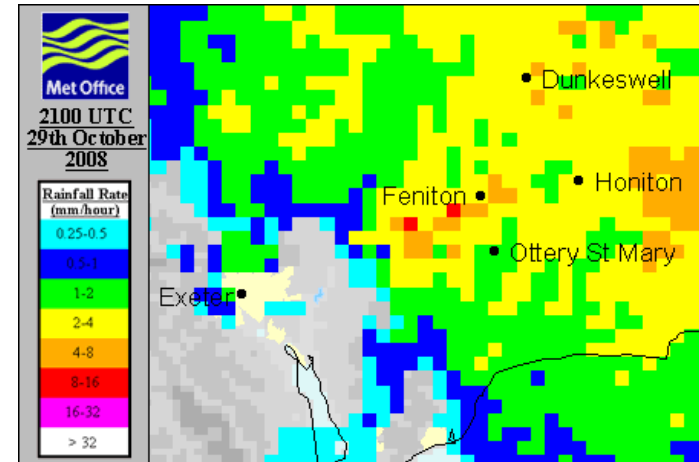 Met Office
2100 UTC
29th October
2008
Rainfall Rate
(mm/hour)
0.25-0.5
0.5-1
1-2
2-4
4-8
8-16
16-32
> 32
Dunkeswell
Honiton
Feniton
Ottery St Mary
Exeter